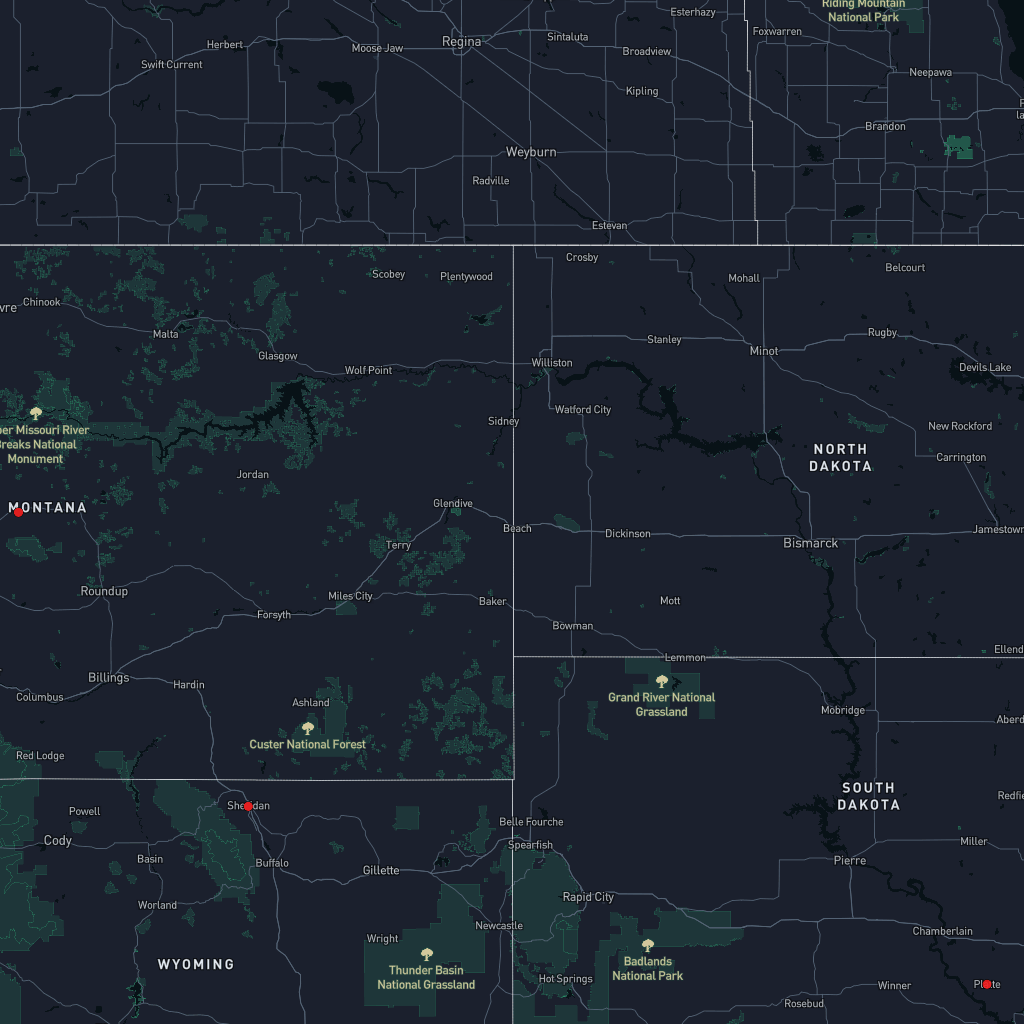 Riding Mountain
National Park
Esterhazy
Foxwarren
Herbert
Moose Jaw
Regina
Sintaluta
Broadview
Swift Current
Neepawa
Kipling
Brandon
Weyburn
Radville
Estevan
Crosby
Scobey
Plentywood
Mohall
Belcourt
Chinook
Malta
Glasgow
Wolf Point
Williston
Stanley
Minot
Rugby
Devils Lake
Sidney
Watford City
Missouri River
Breaks National
Monument
New Rockford
NORTH
DAKOTA
Carrington
Jordan
MONTANA
Glendive
Beach
Dickinson
Bismarck
Jamestown
Terry
Roundup
Miles City
Baker
Mott
Forsyth
Bowman
Lemmon
Billings
Hardin
Columbus
Ashland
Grand River National
Grassland
Mobridge
Custer National Forest
Red Lodge
SOUTH
DAKOTA
Sheridan
Powell
Cody
Belle Fourche
Spearfish
Miller
Basin
Buffalo
Gillette
Pierre
Worland
Rapid City
Newcastle
Wright
Chamberlain
WYOMING
Thunder Basin
National Grassland
Badlands
National Park
Hot Springs
Winner
Platte
Rosebud